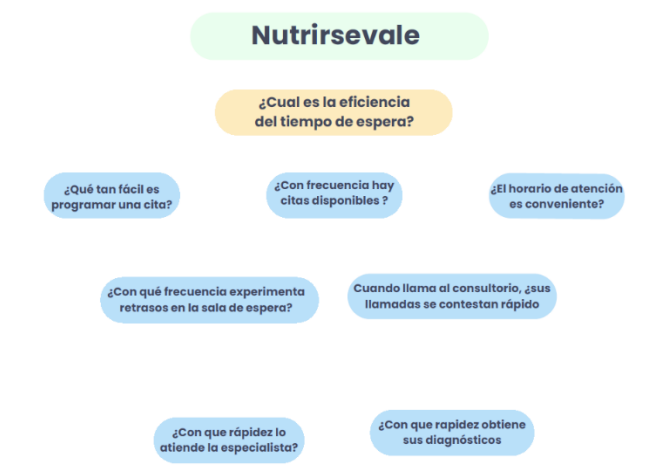 Nutrirsevale
¿Cual es la eficiencia
del tiempo de espera?
¿Qué tan fácil es
programar una cita?
¿Con frecuencia hay
citas disponibles ?
¿El horario de atención
es conveniente?
¿Con qué frecuencia experimenta
retrasos en la sala de espera?
Cuando llama al consultorio, ¿sus
llamadas se contestan rápido
¿Con que rápidez lo
atiende la especialista?
¿Con que rapidez obtiene
sus diagnósticos